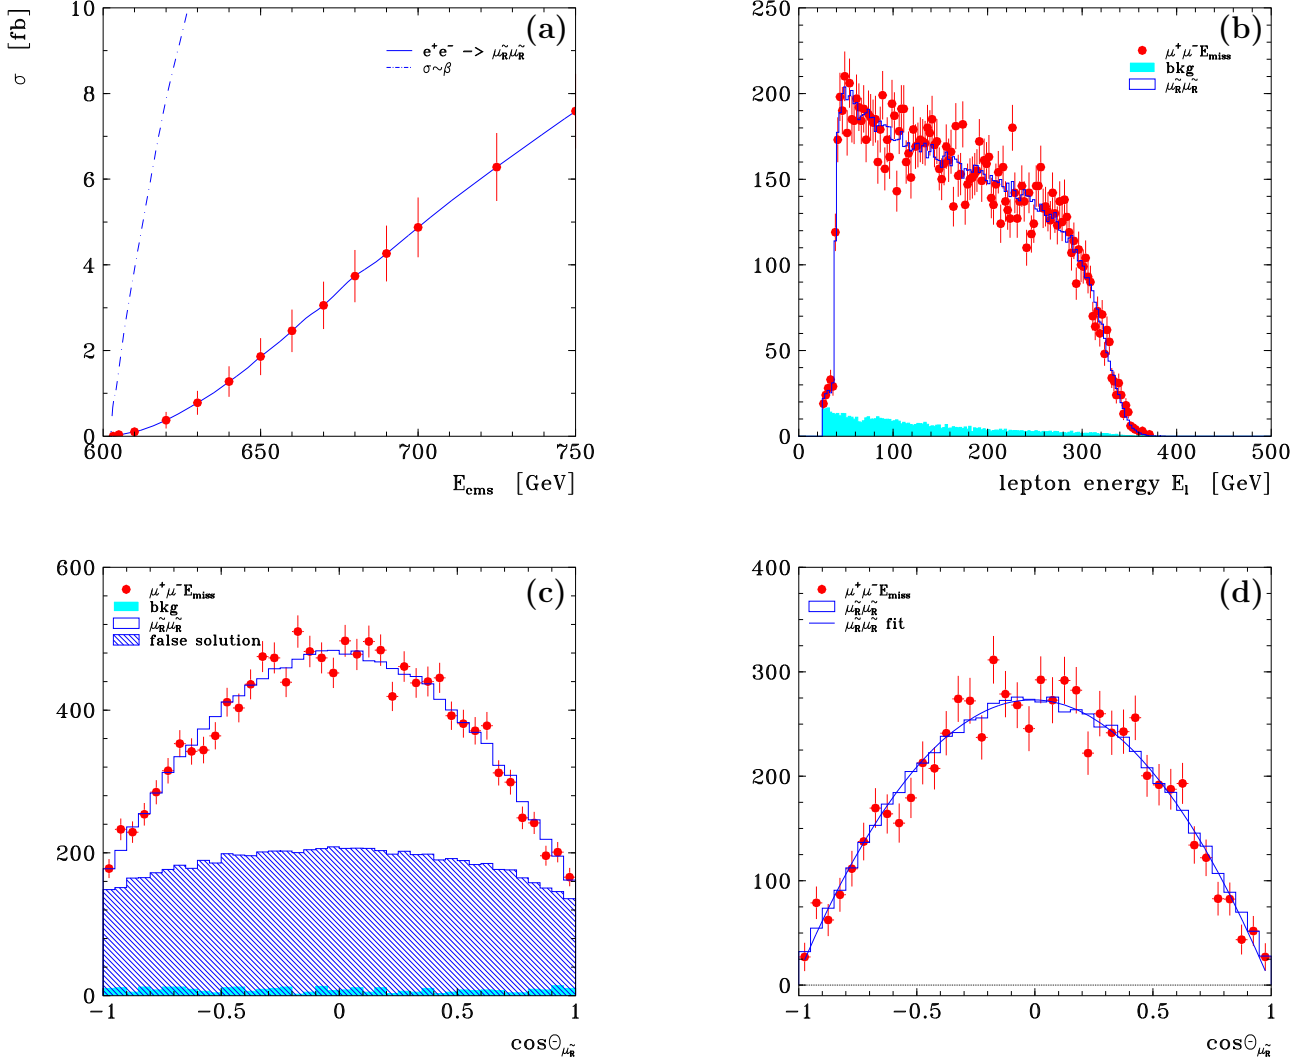 (a)
σ [fb]
e⁺e⁻ -> μ̃_R μ̃_R
σ~β
10
8
6
4
2
0
600 650 700 750
E_cms [GeV]
(b)
μ⁺μ⁻E_miss
bkg
μ̃_R μ̃_R
250
200
150
100
50
0
0 100 200 300 400 500
lepton energy E_l [GeV]
(c)
μ⁺μ⁻E_miss
bkg
μ̃_R μ̃_R
false solution
600
400
200
0
-1 -0.5 0 0.5 1
cosΘ_μ̃_R
(d)
μ⁺μ⁻E_miss
μ̃_R μ̃_R
μ̃_R μ̃_R fit
400
300
200
100
0
-1 -0.5 0 0.5 1
cosΘ_μ̃_R